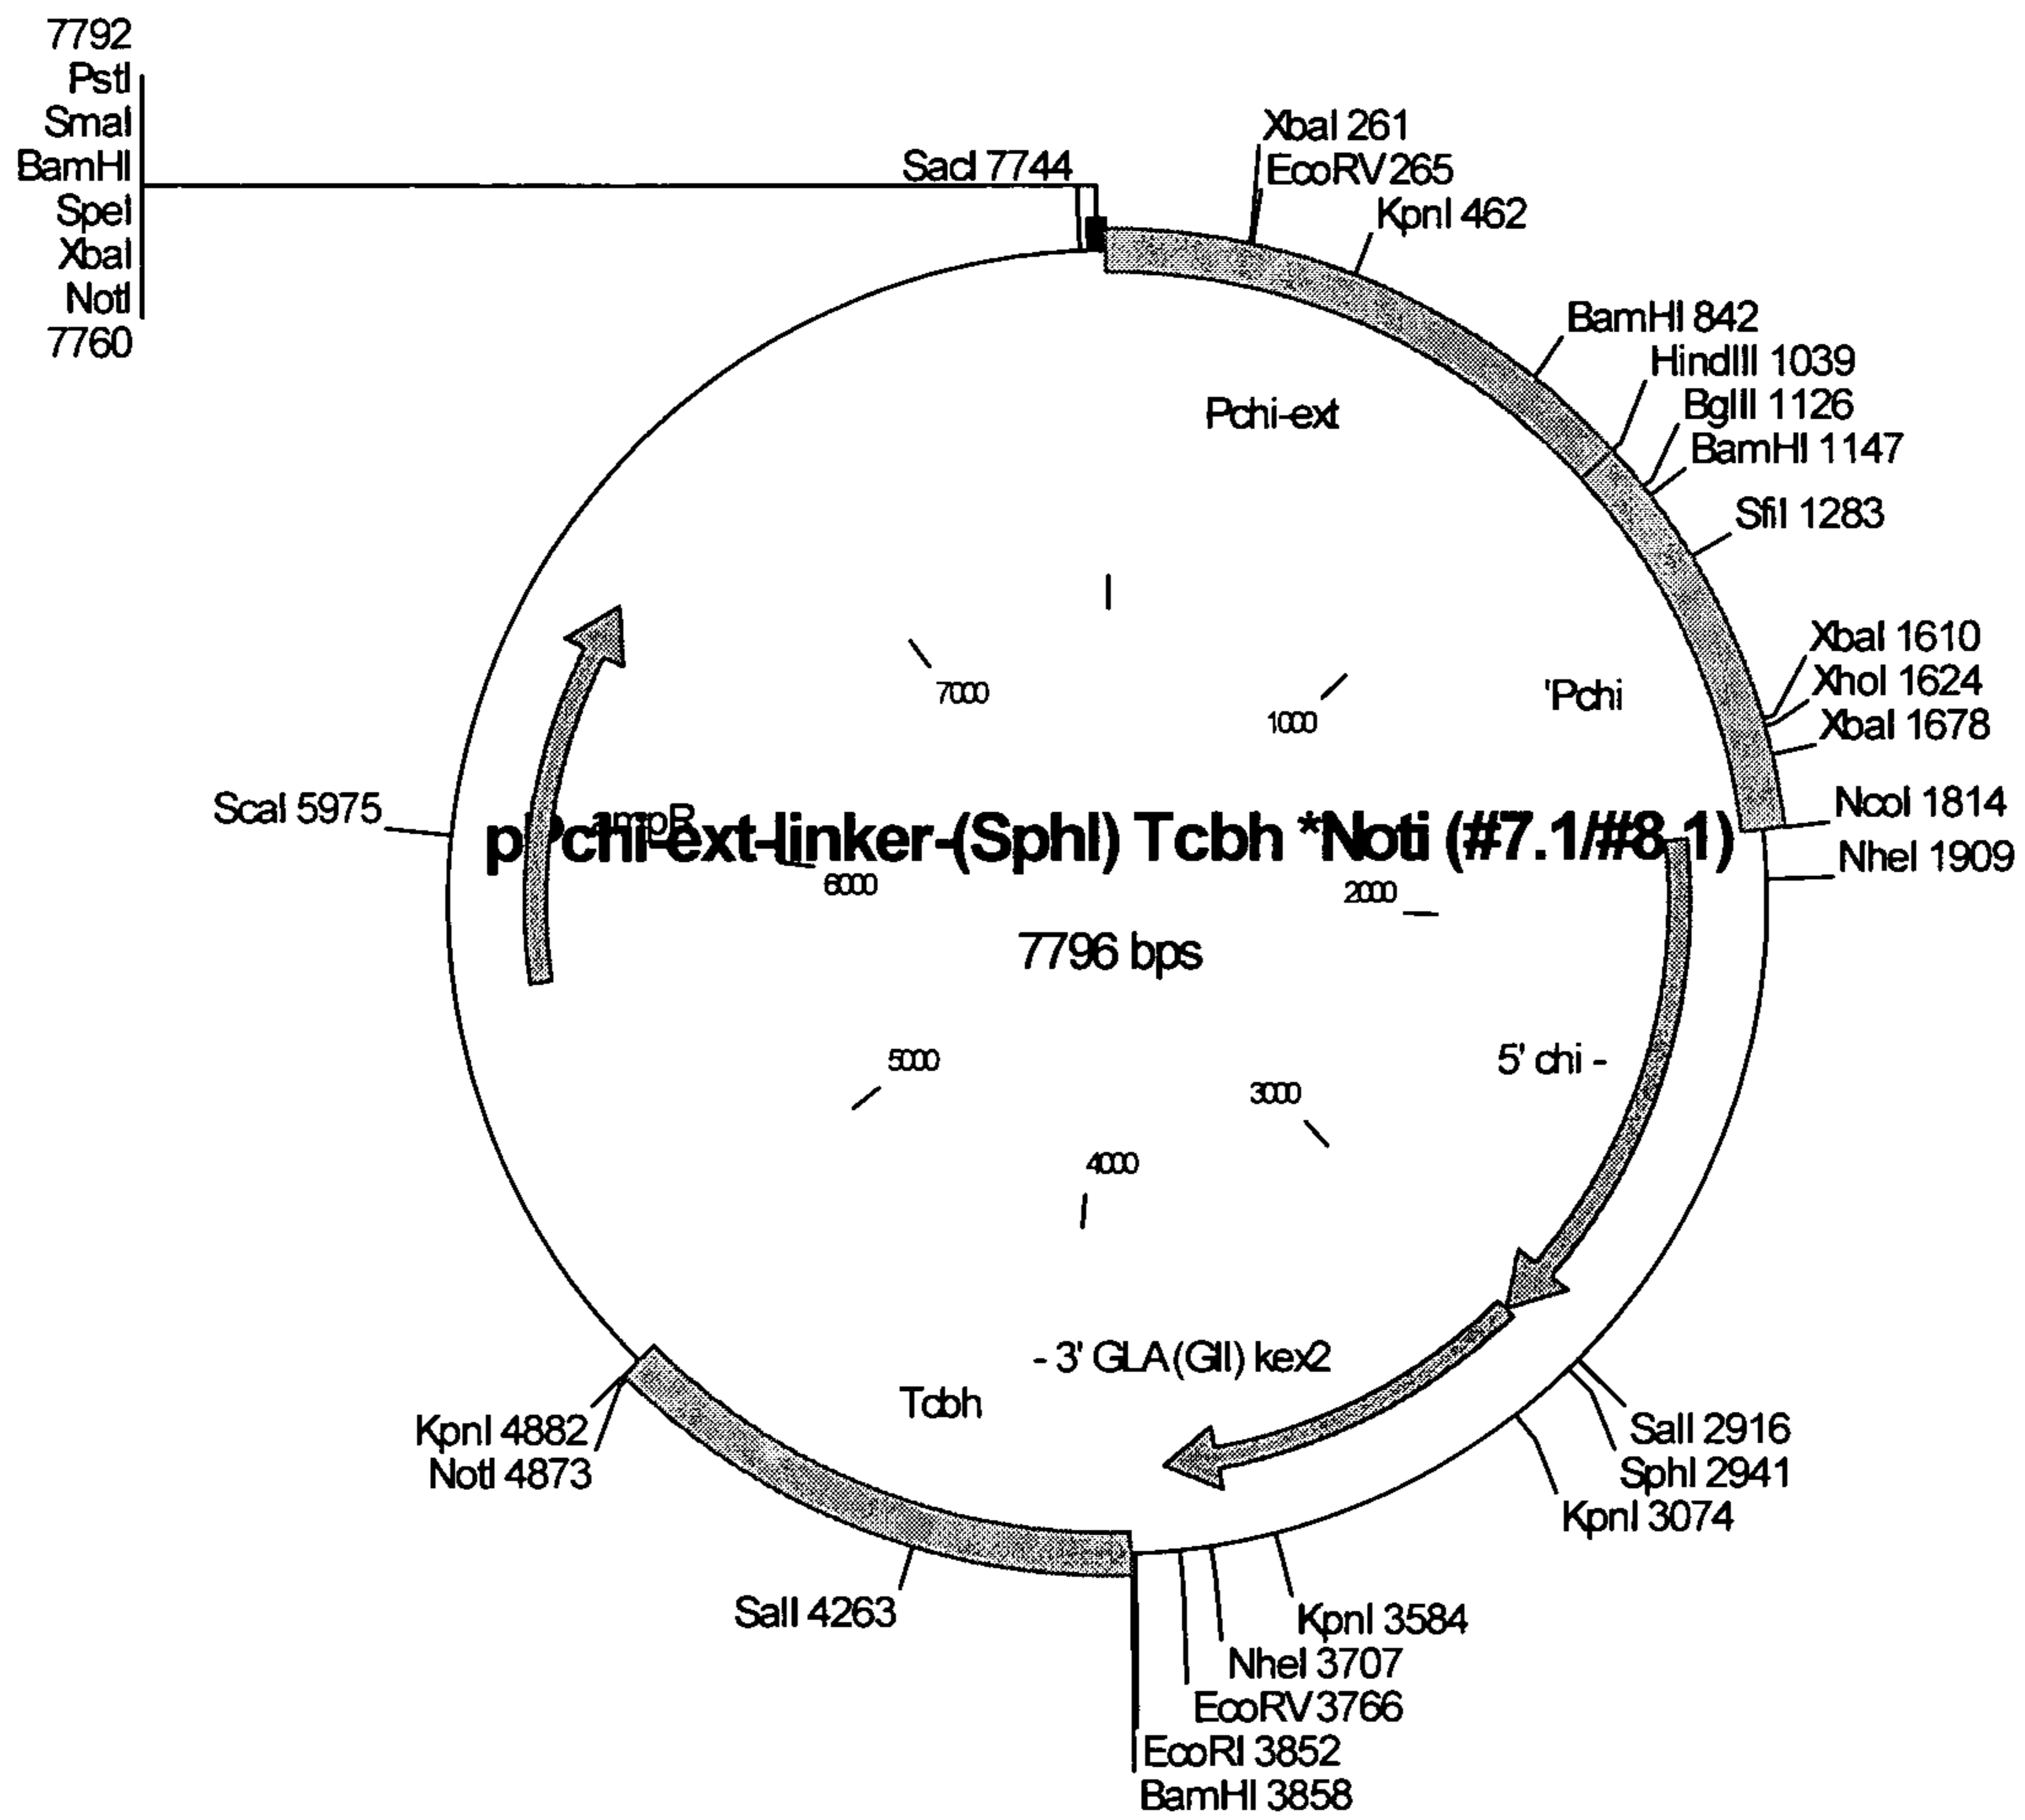 7792
PstI
SmaI
BamHI
SpeI
XbaI
NotI
7760
SacI 7744
XbaI 261
EcoRV 265
KpnI 462
BamHI 842
HindIII 1039
BglII 1126
BamHI 1147
SfiI 1283
XbaI 1610
XhoI 1624
XbaI 1678
NcoI 1814
NheI 1909
Pchi-ext
'Pchi
7000
1000
ScaI 5975
ampR
pPchi-ext-linker-(SphI) Tcbh *Noti (#7.1/#8.1)
6000
2000
7796 bps
5000
3000
4000
5' chi -
- 3' GLA(GII) kex2
Tcbh
KpnI 4882
NotI 4873
SalI 2916
SphI 2941
KpnI 3074
SalI 4263
KpnI 3584
NheI 3707
EcoRV 3766
EcoRI 3852
BamHI 3858